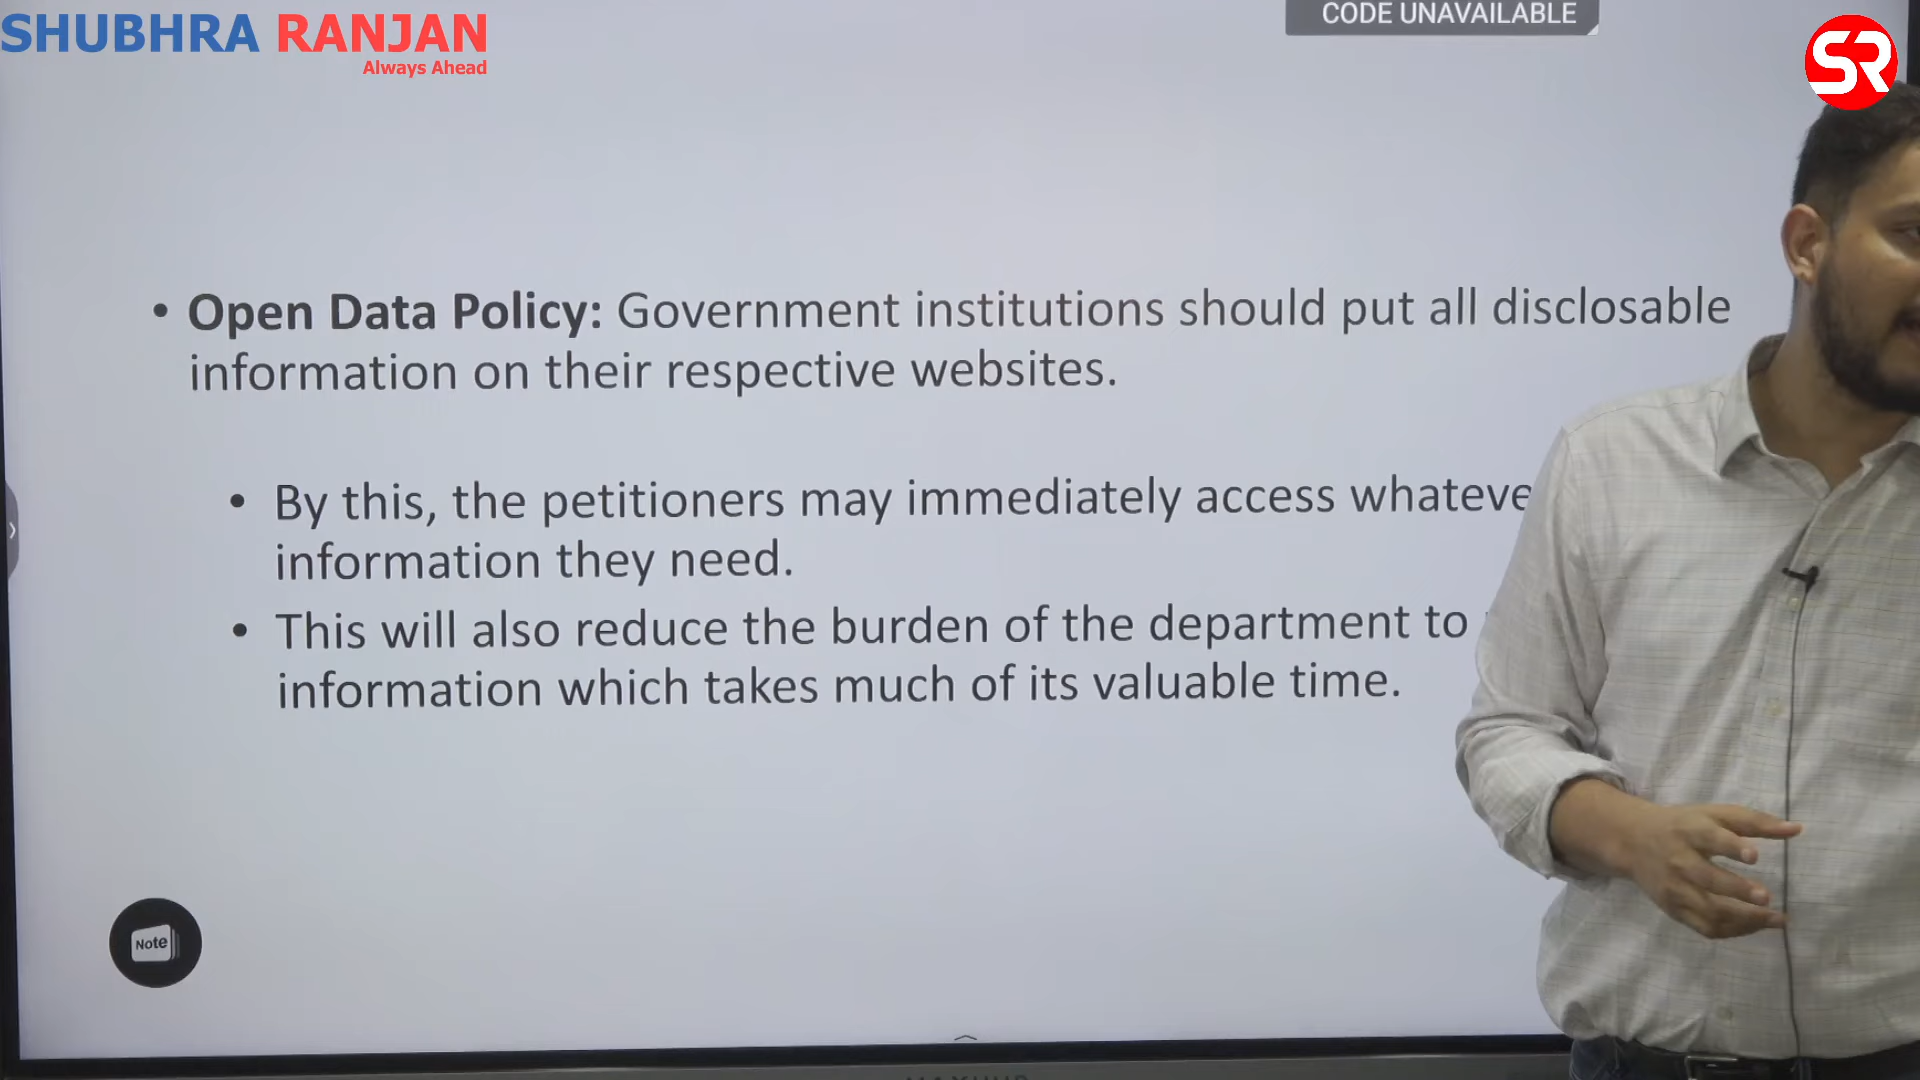 SHUBHRA RANJAN
Always Ahead
CODE UNAVAILABLE
SR
• Open Data Policy: Government institutions should put all disclosable
information on their respective websites.
• By this, the petitioners may immediately access whateve
information they need.
• This will also reduce the burden of the department to
information which takes much of its valuable time.
Note